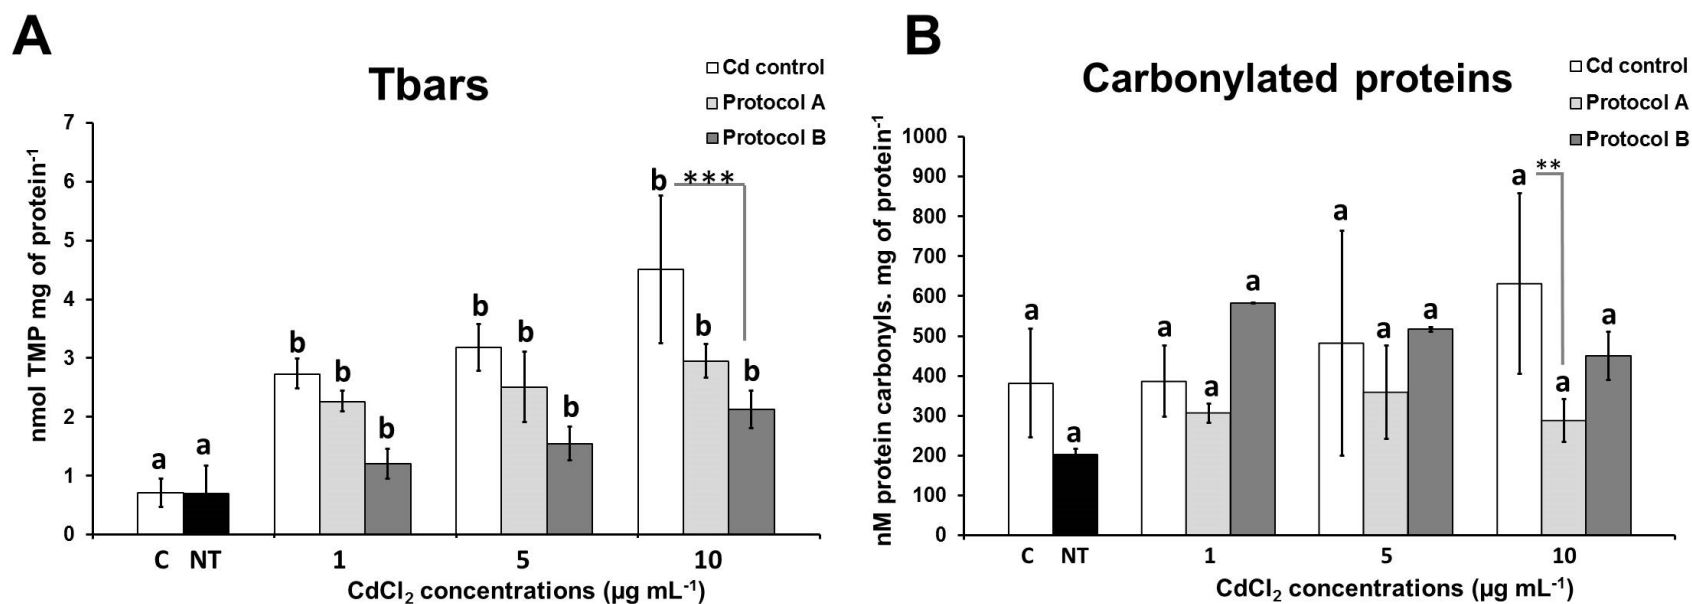 A
Tbars
Cd control
Protocol A
Protocol B
nmol TMP mg of protein⁻¹
7
6
5
4
3
2
1
0
a a
b b b
b b b
b *** b b
C NT 1 5 10
CdCl₂ concentrations (µg mL⁻¹)
B
Carbonylated proteins
Cd control
Protocol A
Protocol B
nM protein carbonyls. mg of protein⁻¹
1000
900
800
700
600
500
400
300
200
100
0
a a
a a a
a a a
a ** a a
C NT 1 5 10
CdCl₂ concentrations (µg mL⁻¹)